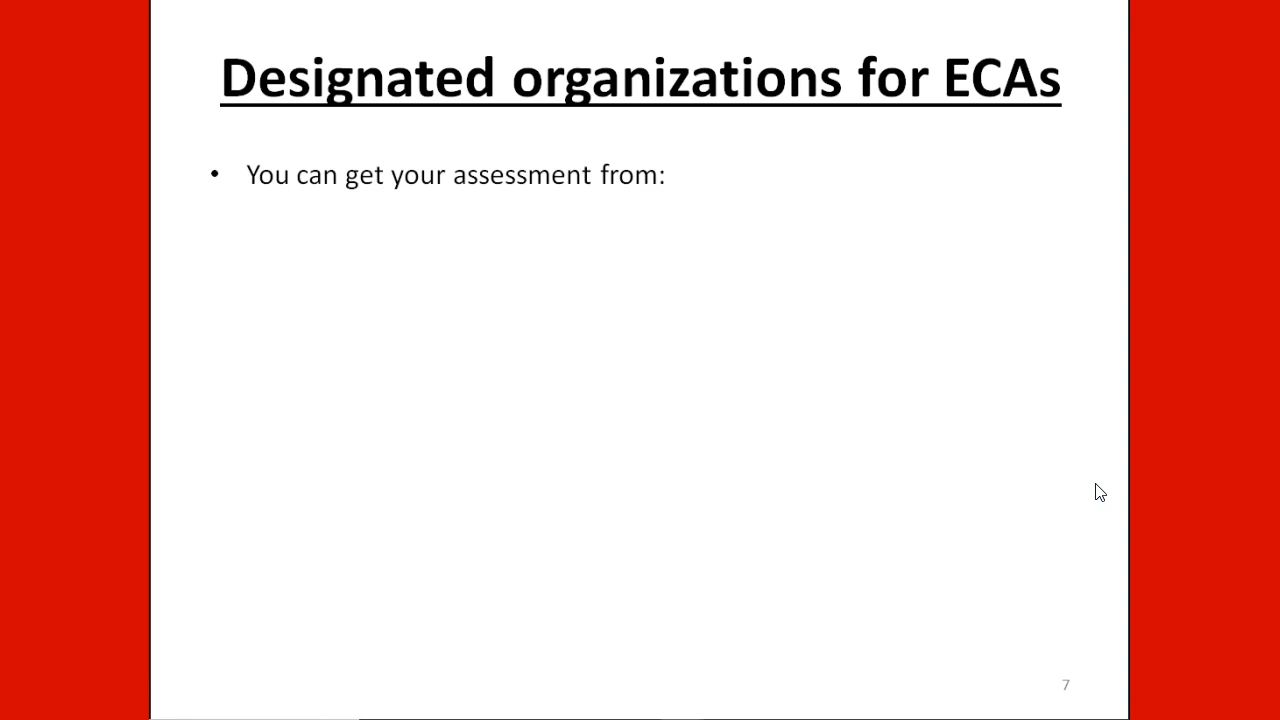 Designated organizations for ECAs
• You can get your assessment from:
7